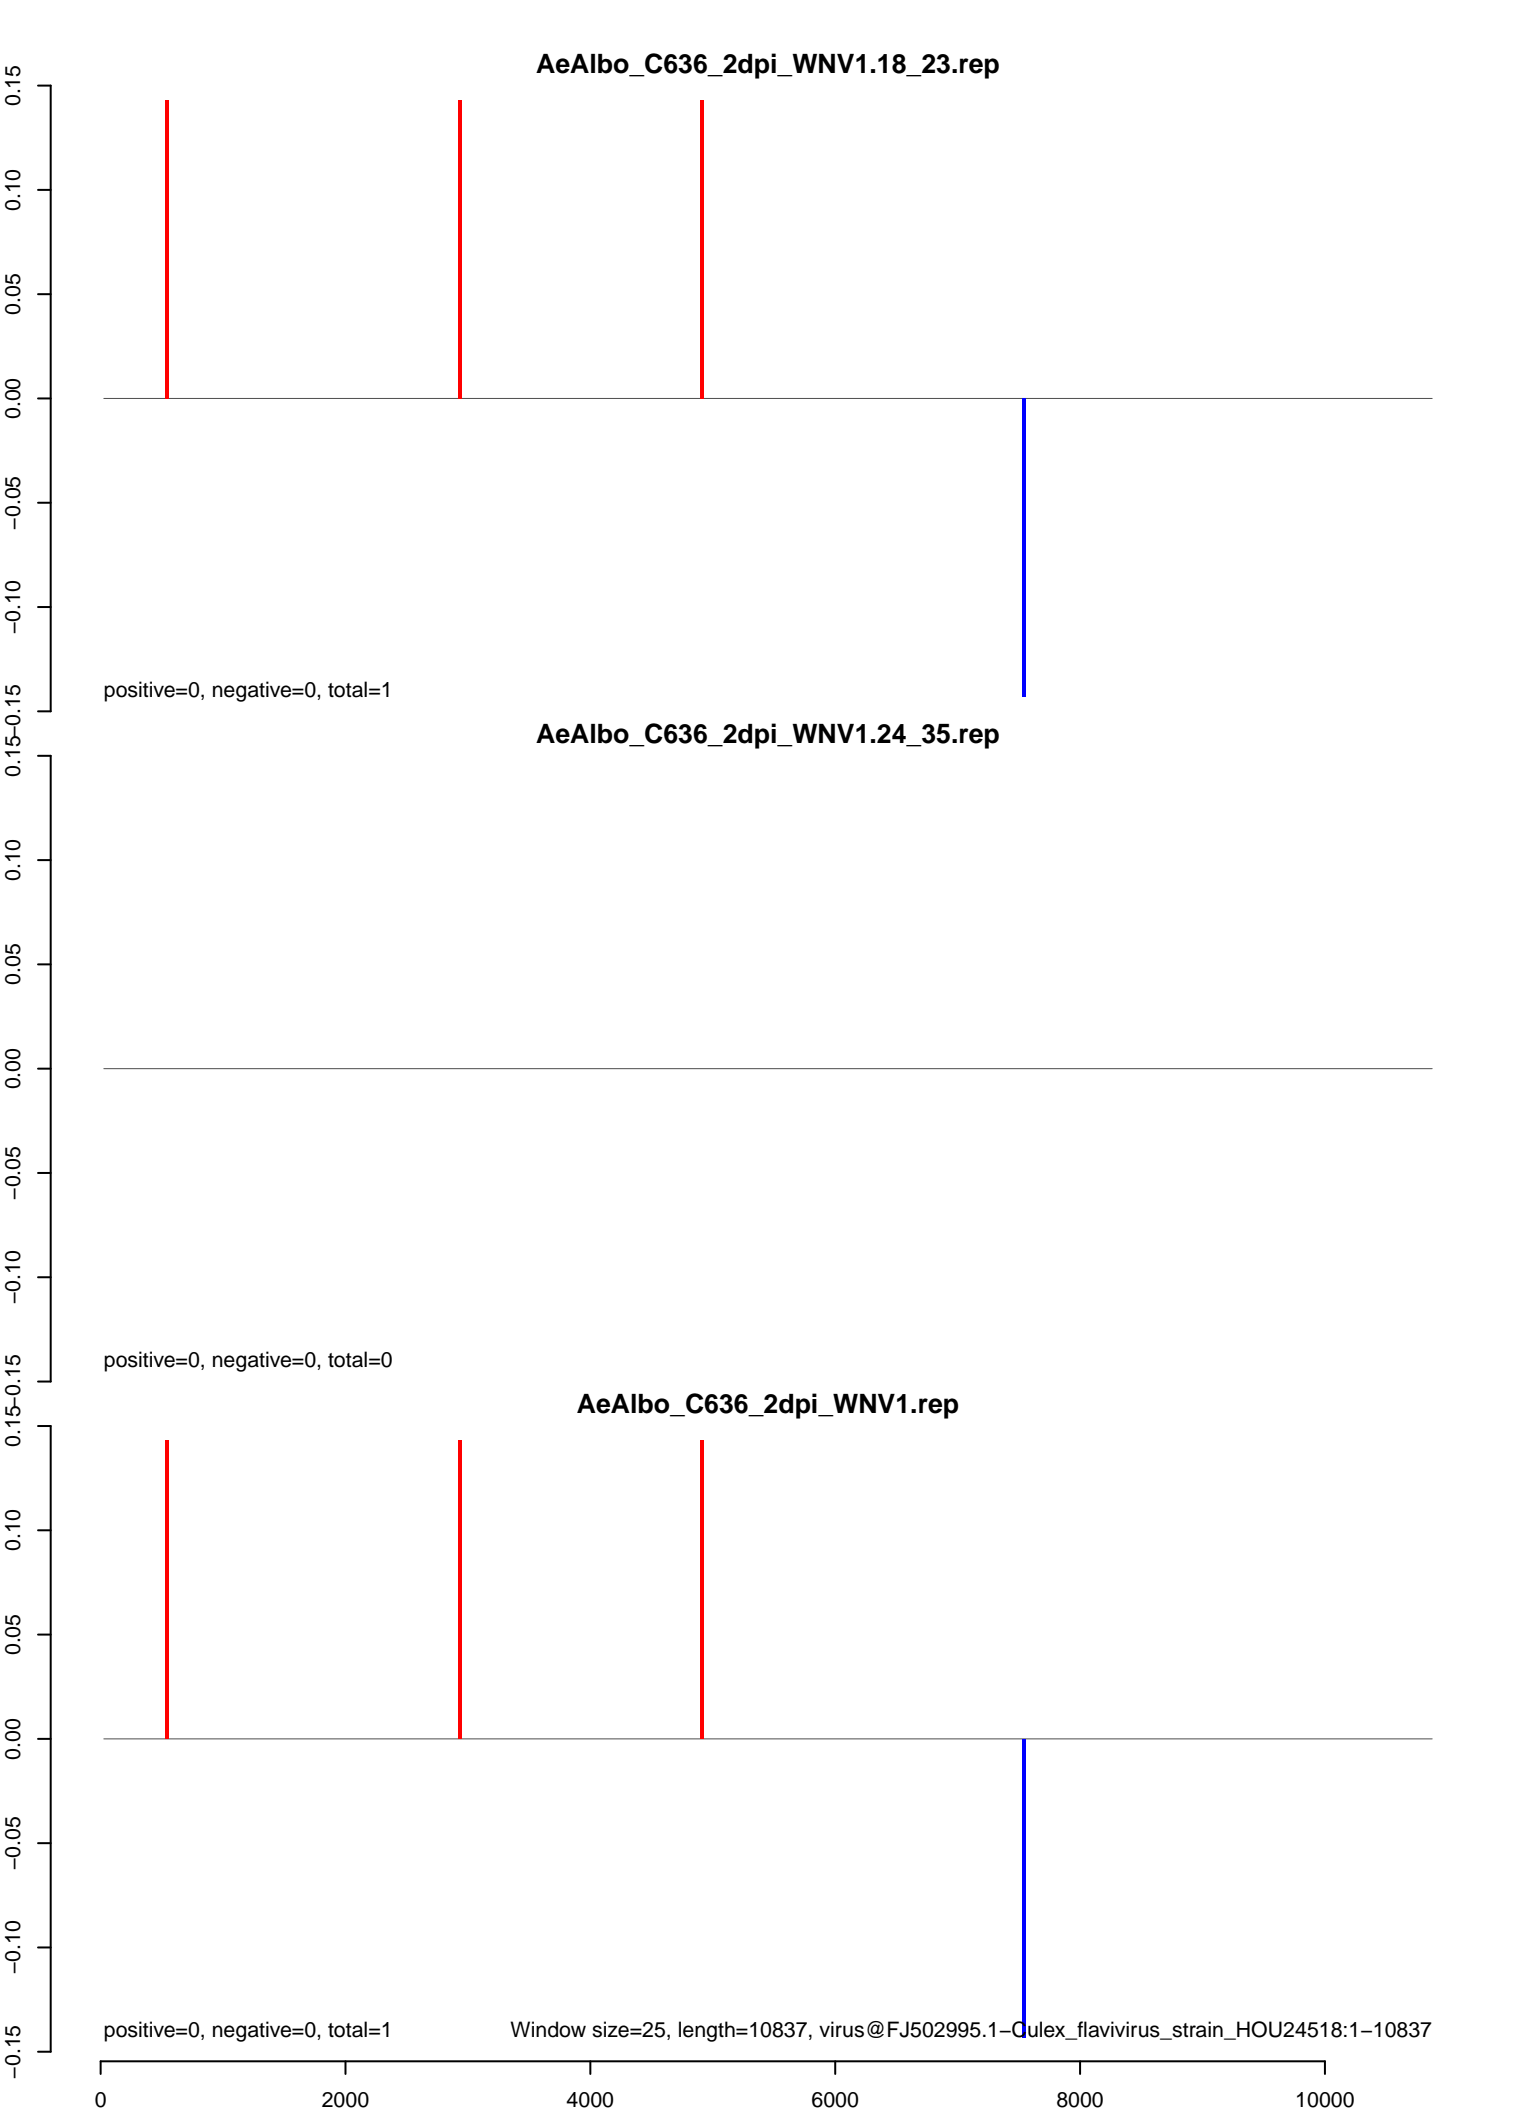 AeAlbo_C636_2dpi_WNV1.18_23.rep
0.15
0.10
0.05
0.00
−0.05
−0.10
−0.15
positive=0, negative=0, total=1
AeAlbo_C636_2dpi_WNV1.24_35.rep
0.15
0.10
0.05
0.00
−0.05
−0.10
−0.15
positive=0, negative=0, total=0
AeAlbo_C636_2dpi_WNV1.rep
0.15
0.10
0.05
0.00
−0.05
−0.10
−0.15
positive=0, negative=0, total=1
Window size=25, length=10837, virus@FJ502995.1−Culex_flavivirus_strain_HOU24518:1−10837
0 2000 4000 6000 8000 10000